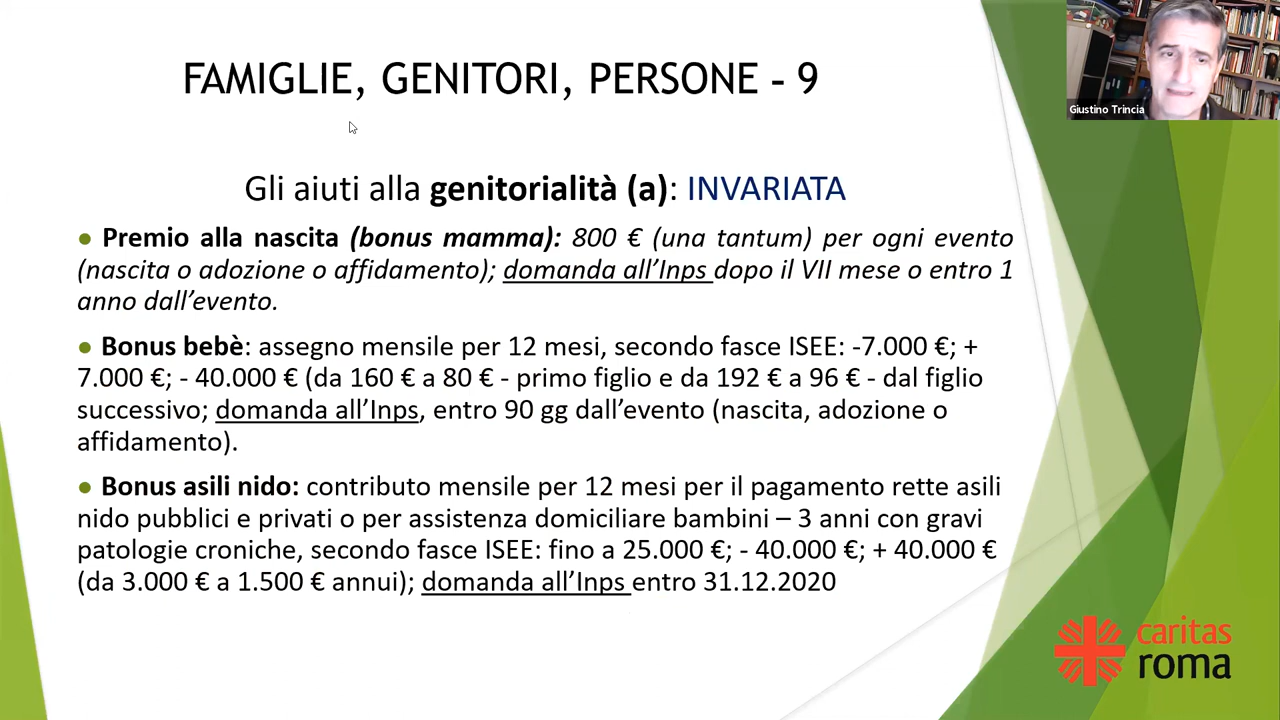 FAMIGLIE, GENITORI, PERSONE - 9
Giustino Trincia
Gli aiuti alla genitorialità (a): INVARIATA
● Premio alla nascita (bonus mamma): 800 € (una tantum) per ogni evento
(nascita o adozione o affidamento); domanda all’Inps dopo il VII mese o entro 1
anno dall’evento.
● Bonus bebè: assegno mensile per 12 mesi, secondo fasce ISEE: -7.000 €; +
7.000 €; - 40.000 € (da 160 € a 80 € - primo figlio e da 192 € a 96 € - dal figlio
successivo; domanda all’Inps, entro 90 gg dall’evento (nascita, adozione o
affidamento).
● Bonus asili nido: contributo mensile per 12 mesi per il pagamento rette asili
nido pubblici e privati o per assistenza domiciliare bambini – 3 anni con gravi
patologie croniche, secondo fasce ISEE: fino a 25.000 €; - 40.000 €; + 40.000 €
(da 3.000 € a 1.500 € annui); domanda all’Inps entro 31.12.2020
caritas
roma